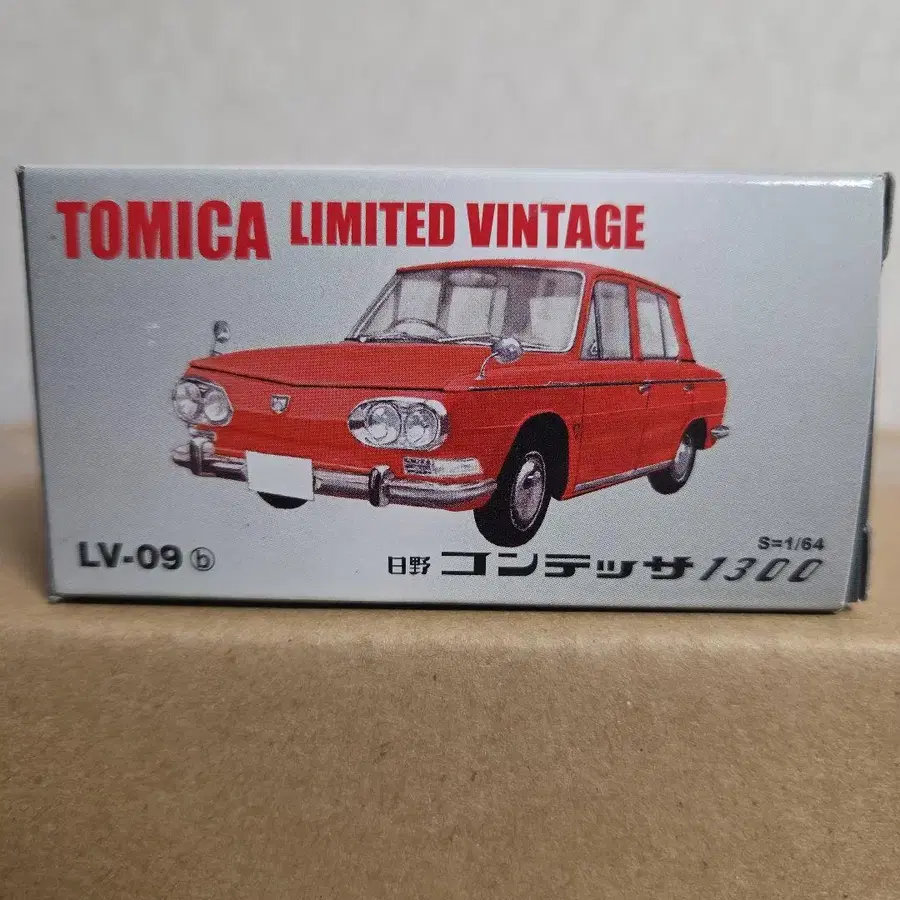 TOMICA LIMITED VINTAGE
S=1/64
LV-09 ⓑ 日野 コンテッサ 1300